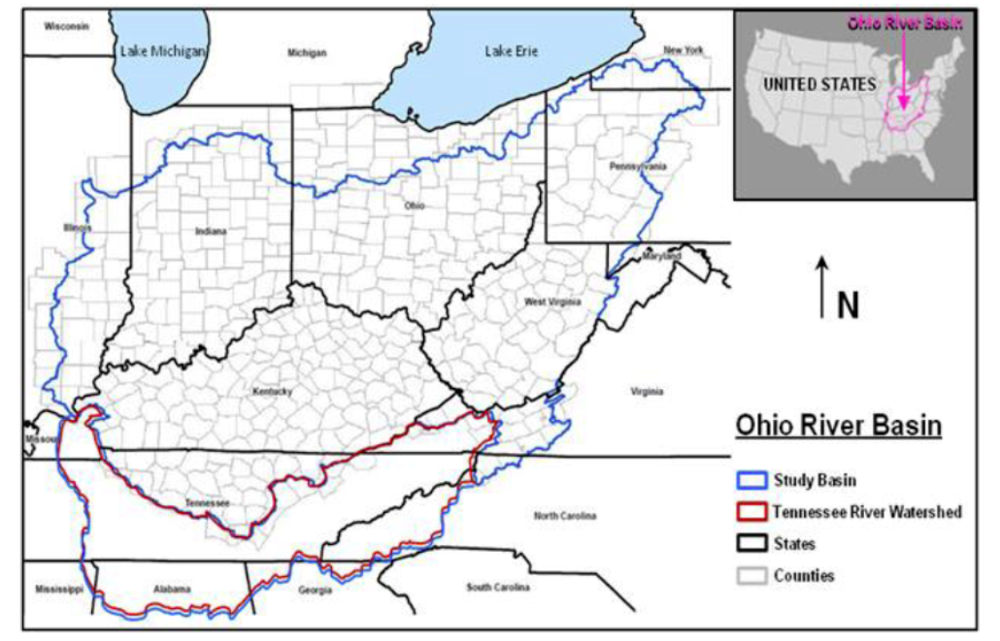 Wisconsin
Lake Michigan
Michigan
Lake Erie
New York
Ohio River Basin
UNITED STATES
Pennsylvania
Ohio
Illinois
Indiana
Maryland
West Virginia
N
Kentucky
Virginia
Missou
Tennessee
North Carolina
Mississippi
Alabama
Georgia
South Carolina
Ohio River Basin
Study Basin
Tennessee River Watershed
States
Counties